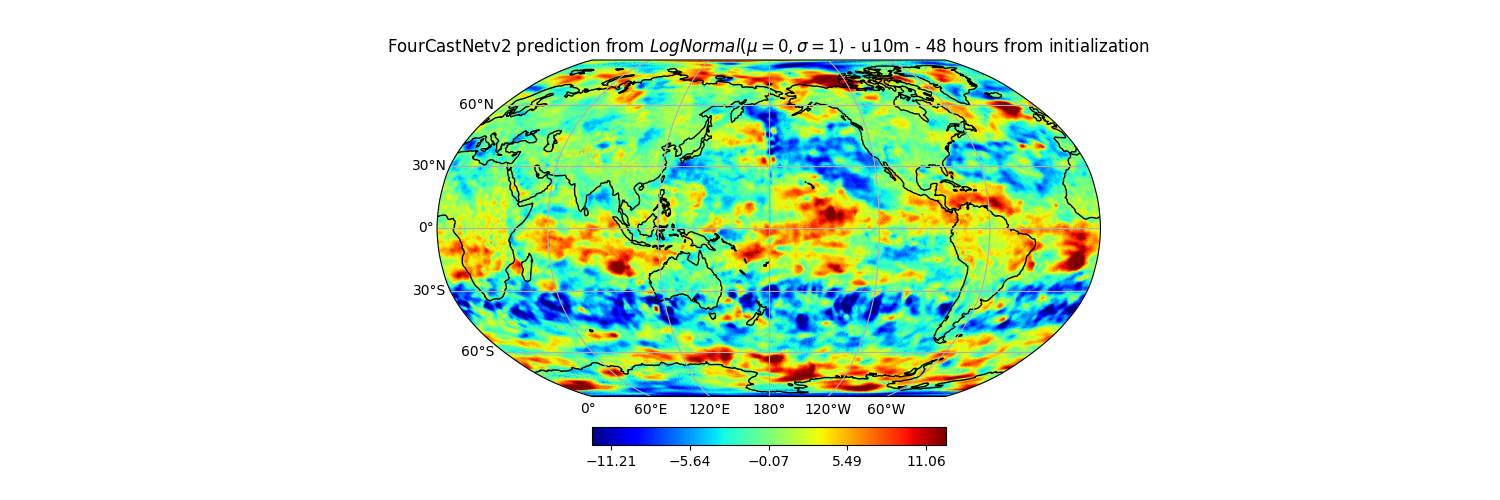 FourCastNetv2 prediction from LogNormal(μ = 0, σ = 1) - u10m - 48 hours from initialization
60°N
30°N
0°
30°S
60°S
0° 60°E 120°E 180° 120°W 60°W
−11.21 −5.64 −0.07 5.49 11.06